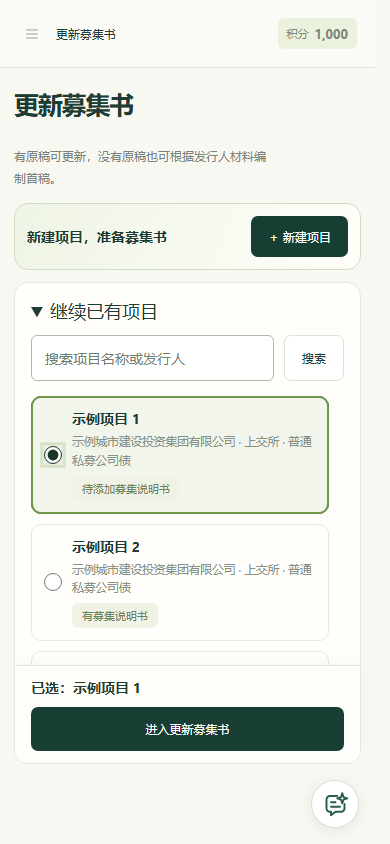 更新募集书
积分 1,000
更新募集书
有原稿可更新，没有原稿也可根据发行人材料编
制首稿。
新建项目，准备募集书
+ 新建项目
▼ 继续已有项目
搜索项目名称或发行人
搜索
示例项目 1
示例城市建设投资集团有限公司 · 上交所 · 普通
私募公司债
待添加募集说明书
示例项目 2
示例城市建设投资集团有限公司 · 上交所 · 普通
私募公司债
有募集说明书
已选：示例项目 1
进入更新募集书